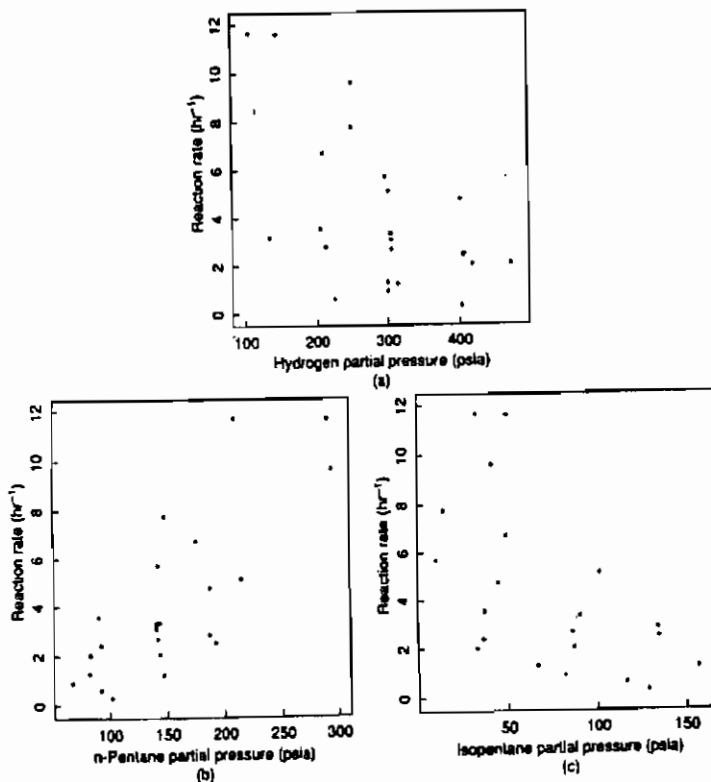 Reaction rate (hr⁻¹)
12
10
8
6
4
2
0
100 200 300 400
Hydrogen partial pressure (psia)
(a)
Reaction rate (hr⁻¹)
12
10
8
6
4
2
0
50 100 150 200 250 300
n-Pentane partial pressure (psia)
(b)
Reaction rate (hr⁻¹)
12
10
8
6
4
2
0
50 100 150
Isopentane partial pressure (psia)
(c)